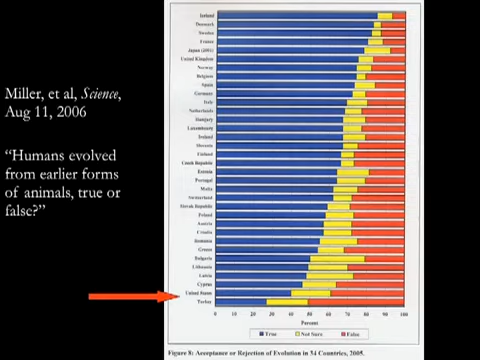 Miller, et al, Science,
Aug 11, 2006
“Humans evolved
from earlier forms
of animals, true or
false?”
Iceland
Denmark
Sweden
France
Japan (2001)
United Kingdom
Norway
Belgium
Spain
Germany
Italy
Netherlands
Hungary
Luxembourg
Ireland
Slovenia
Finland
Czech Republic
Estonia
Portugal
Malta
Switzerland
Slovak Republic
Poland
Austria
Croatia
Romania
Greece
Bulgaria
Lithuania
Latvia
Cyprus
United States
Turkey
0 10 20 30 40 50 60 70 80 90 100
Percent
True Not Sure False
Figure 8: Acceptance or Rejection of Evolution in 34 Countries, 2005.